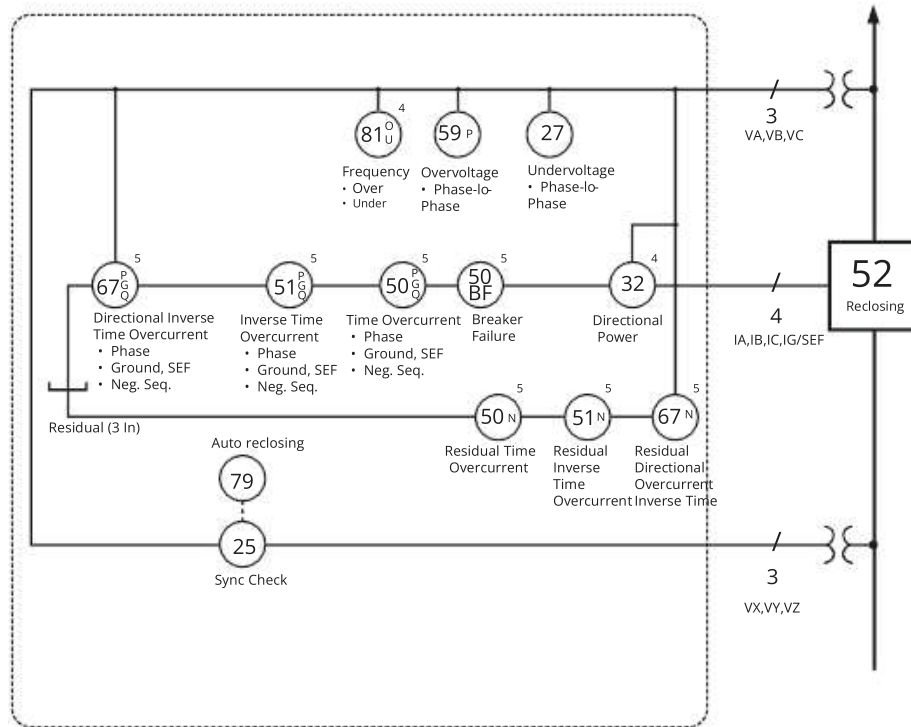 3
VA,VB,VC
4
81 O U
59 P
27
Frequency
• Over
• Under
Overvoltage
• Phase-lo-
Phase
Undervoltage
• Phase-lo-
Phase
5
67 P G Q
5
51 P G Q
5
50 P G Q
5
50
BF
4
32
52
Reclosing
Directional Inverse
Time Overcurrent
• Phase
• Ground, SEF
• Neg. Seq.
Inverse Time
Overcurrent
• Phase
• Ground, SEF
• Neg. Seq.
Time Overcurrent
• Phase
• Ground, SEF
• Neg. Seq.
Breaker
Failure
Directional
Power
4
IA,IB,IC,IG/SEF
Residual (3 In)
5
50 N
5
51 N
5
67 N
Residual Time
Overcurrent
Residual
Inverse
Time
Overcurrent
Residual
Directional
Overcurrent
Inverse Time
Auto reclosing
79
25
Sync Check
3
VX,VY,VZ